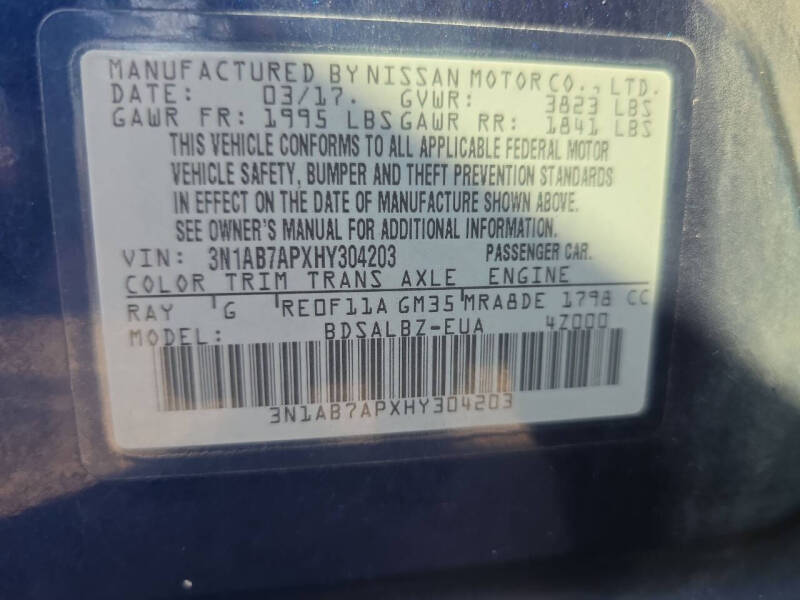 MANUFACTURED BY NISSAN MOTOR CO., LTD.
DATE: 03/17. GVWR: 3823 LBS
GAWR FR: 1995 LBS GAWR RR: 1841 LBS
THIS VEHICLE CONFORMS TO ALL APPLICABLE FEDERAL MOTOR
VEHICLE SAFETY, BUMPER AND THEFT PREVENTION STANDARDS
IN EFFECT ON THE DATE OF MANUFACTURE SHOWN ABOVE.
SEE OWNER'S MANUAL FOR ADDITIONAL INFORMATION.
VIN: 3N1AB7APXHY304203 PASSENGER CAR.
COLOR TRIM TRANS AXLE ENGINE
RAY G RE0F11A GM35 MRA8DE 1798 CC
MODEL: BDSALBZ-EUA 4Z000
3N1AB7APXHY304203